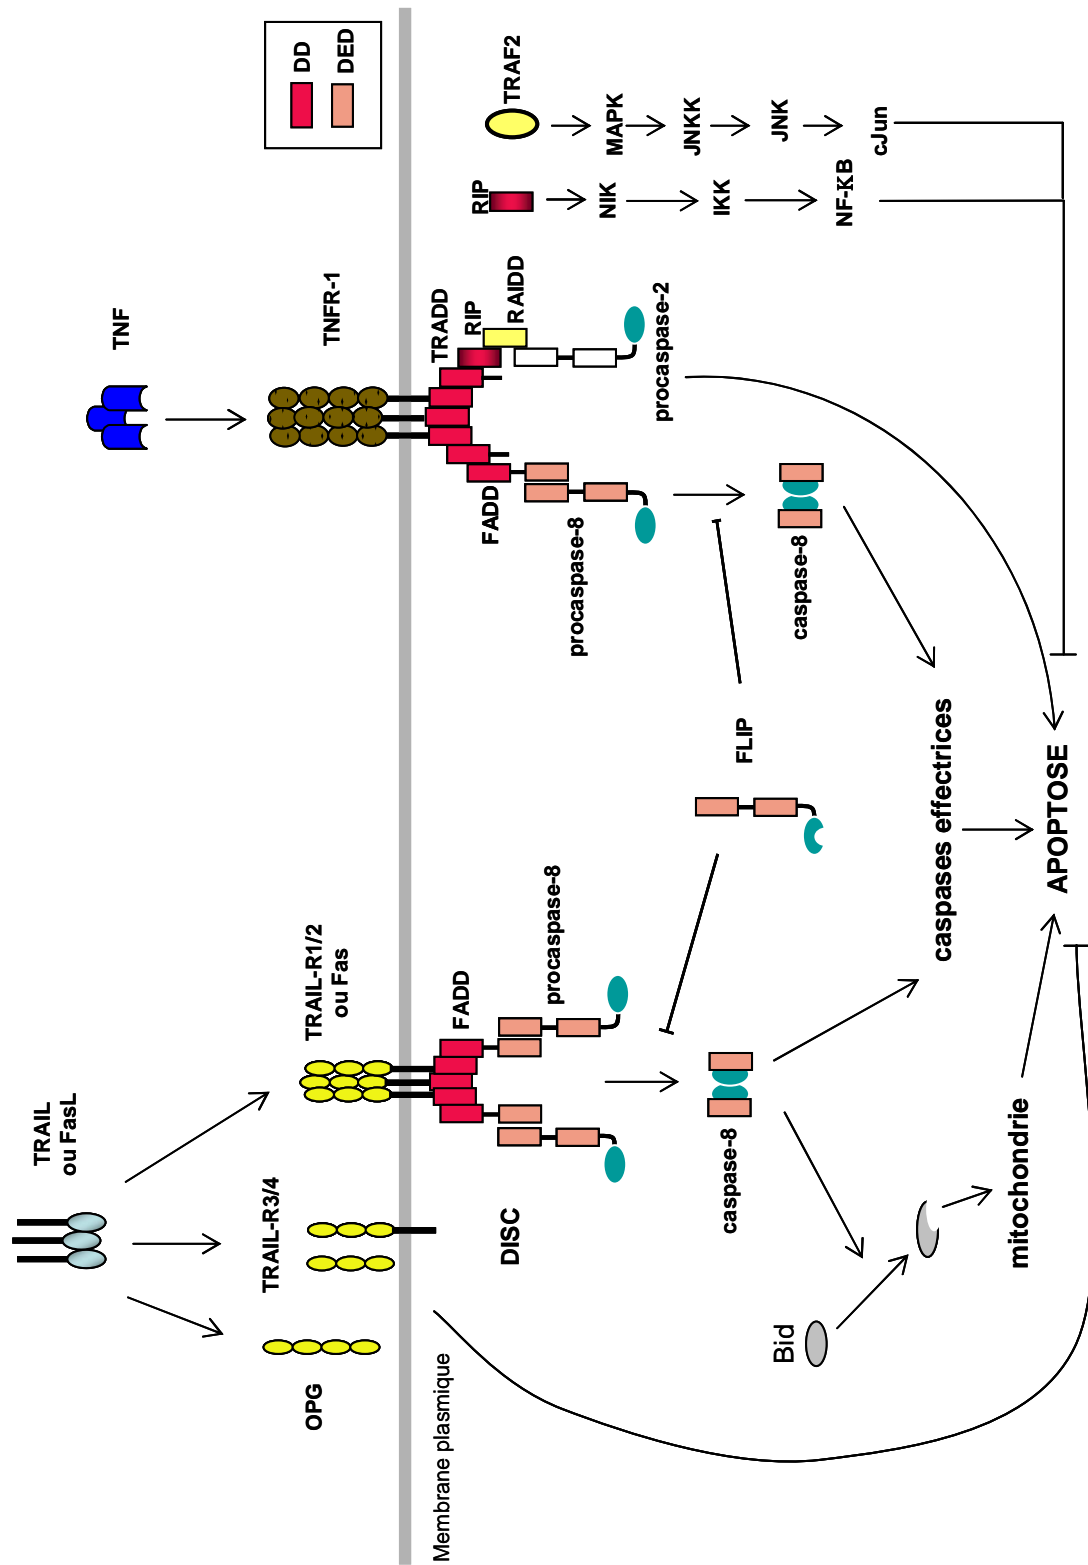 TRAIL
ou FasL
TNF
DD
DED
OPG
TRAIL-R3/4
TRAIL-R1/2
ou Fas
TNFR-1
Membrane plasmique
DISC
FADD
procaspase-8
FADD
procaspase-8
TRADD
RIP
RAIDD
procaspase-2
RIP
TRAF2
NIK
MAPK
IKK
JNKK
JNK
NF-KB
cJun
FLIP
caspase-8
caspase-8
Bid
mitochondrie
caspases effectrices
APOPTOSE